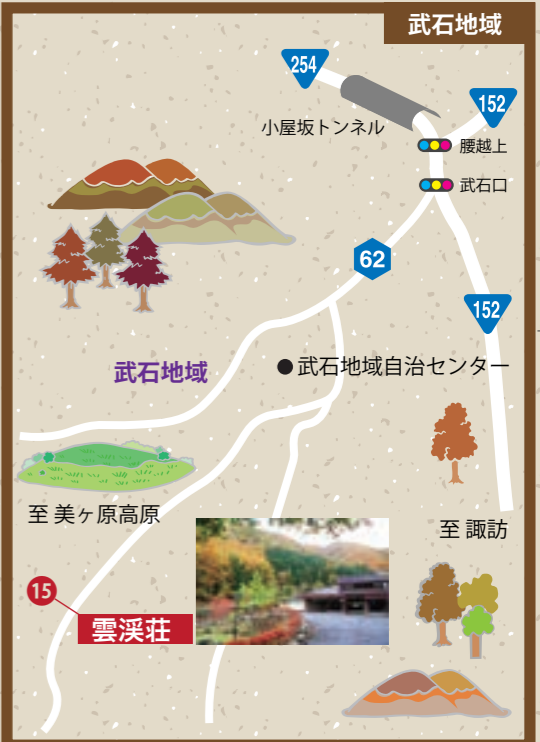 武石地域
254
152
小屋坂トンネル
腰越上
武石口
62
152
武石地域
●武石地域自治センター
至 美ヶ原高原
至 諏訪
15
雲渓荘